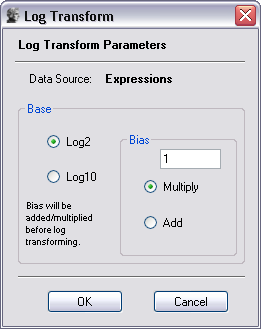 Log Transform
Log Transform Parameters
Data Source: Expressions
Base
Log2
Log10
Bias will be
added/multiplied
before log
transforming.
Bias
1
Multiply
Add
OK
Cancel